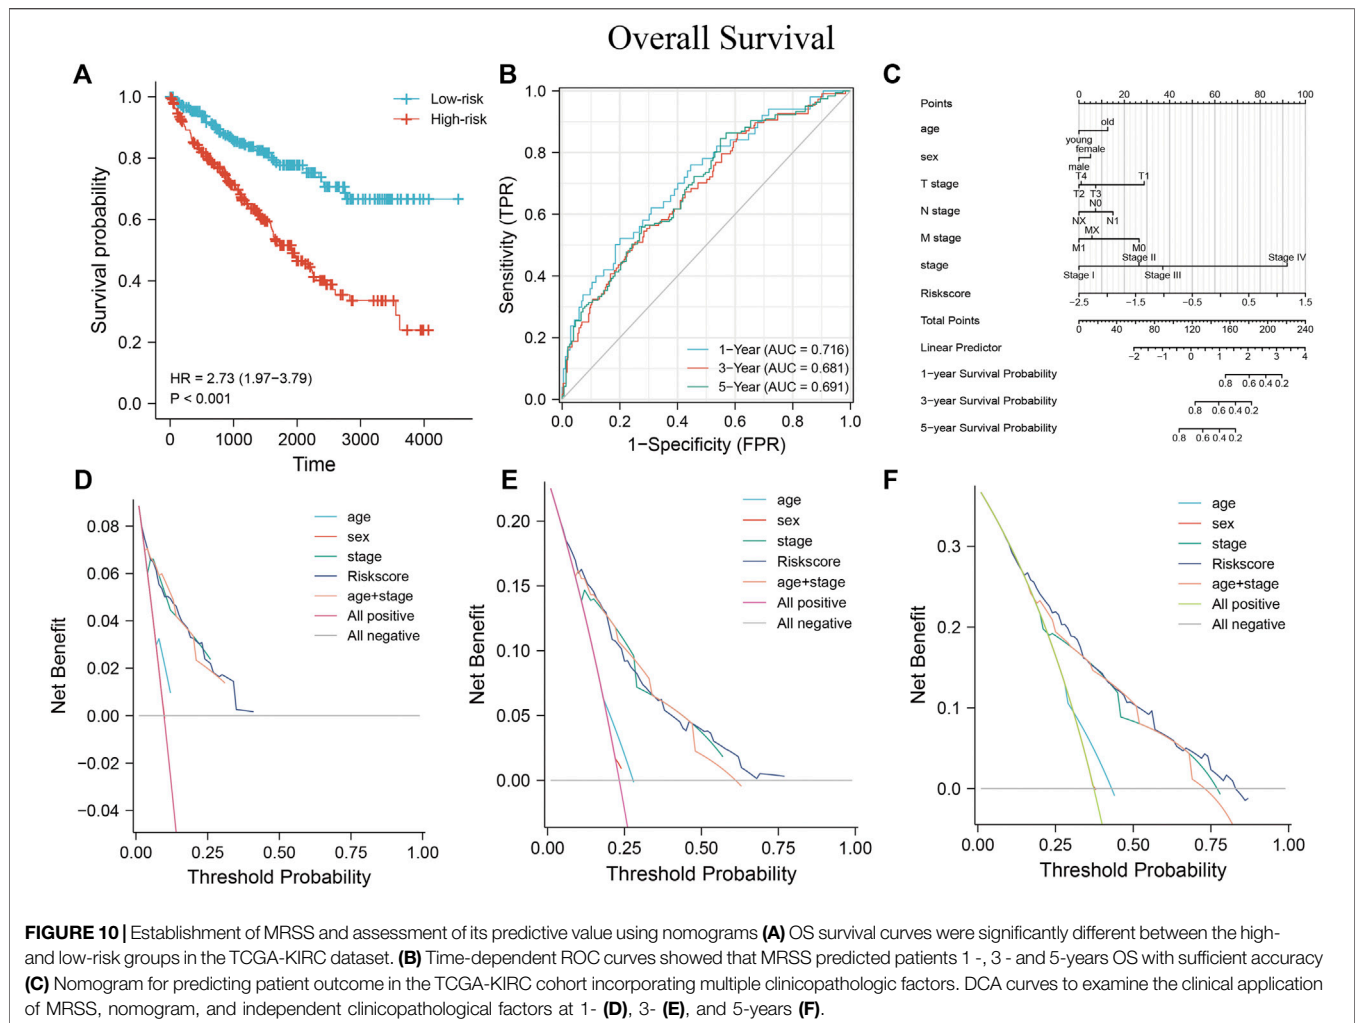 Overall Survival
A
Survival probability
1.0
0.8
0.6
0.4
0.2
0.0
Low-risk
High-risk
HR = 2.73 (1.97−3.79)
P < 0.001
0 1000 2000 3000 4000
Time
B
Sensitivity (TPR)
1.0
0.8
0.6
0.4
0.2
0.0
1−Year (AUC = 0.716)
3−Year (AUC = 0.681)
5−Year (AUC = 0.691)
0.0 0.2 0.4 0.6 0.8 1.0
1−Specificity (FPR)
C
Points
0 20 40 60 80 100
age
old
young
sex
female
male
T stage
T4 T1
T2 T3
N stage
N0
NX N1
M stage
MX
M1 M0
stage
Stage II Stage IV
Stage I Stage III
Riskscore
−2.5 −1.5 −0.5 0.5 1.5
Total Points
0 40 60 80 100 120 140 160 200 240
Linear Predictor
−2 −1 0 1 2 3 4
1−year Survival Probability
0.8 0.6 0.4 0.2
3−year Survival Probability
0.8 0.6 0.4 0.2
5−year Survival Probability
0.8 0.6 0.4 0.2
D
Net Benefit
0.08
0.06
0.04
0.02
0.00
−0.02
−0.04
age
sex
stage
Riskscore
age+stage
All positive
All negative
0.00 0.25 0.50 0.75 1.00
Threshold Probability
E
Net Benefit
0.20
0.15
0.10
0.05
0.00
age
sex
stage
Riskscore
age+stage
All positive
All negative
0.00 0.25 0.50 0.75 1.00
Threshold Probability
F
Net Benefit
0.3
0.2
0.1
0.0
age
sex
stage
Riskscore
age+stage
All positive
All negative
0.00 0.25 0.50 0.75 1.00
Threshold Probability
FIGURE 10 | Establishment of MRSS and assessment of its predictive value using nomograms (A) OS survival curves were significantly different between the high-
and low-risk groups in the TCGA-KIRC dataset. (B) Time-dependent ROC curves showed that MRSS predicted patients 1 -, 3 - and 5-years OS with sufficient accuracy
(C) Nomogram for predicting patient outcome in the TCGA-KIRC cohort incorporating multiple clinicopathologic factors. DCA curves to examine the clinical application
of MRSS, nomogram, and independent clinicopathological factors at 1- (D), 3- (E), and 5-years (F).